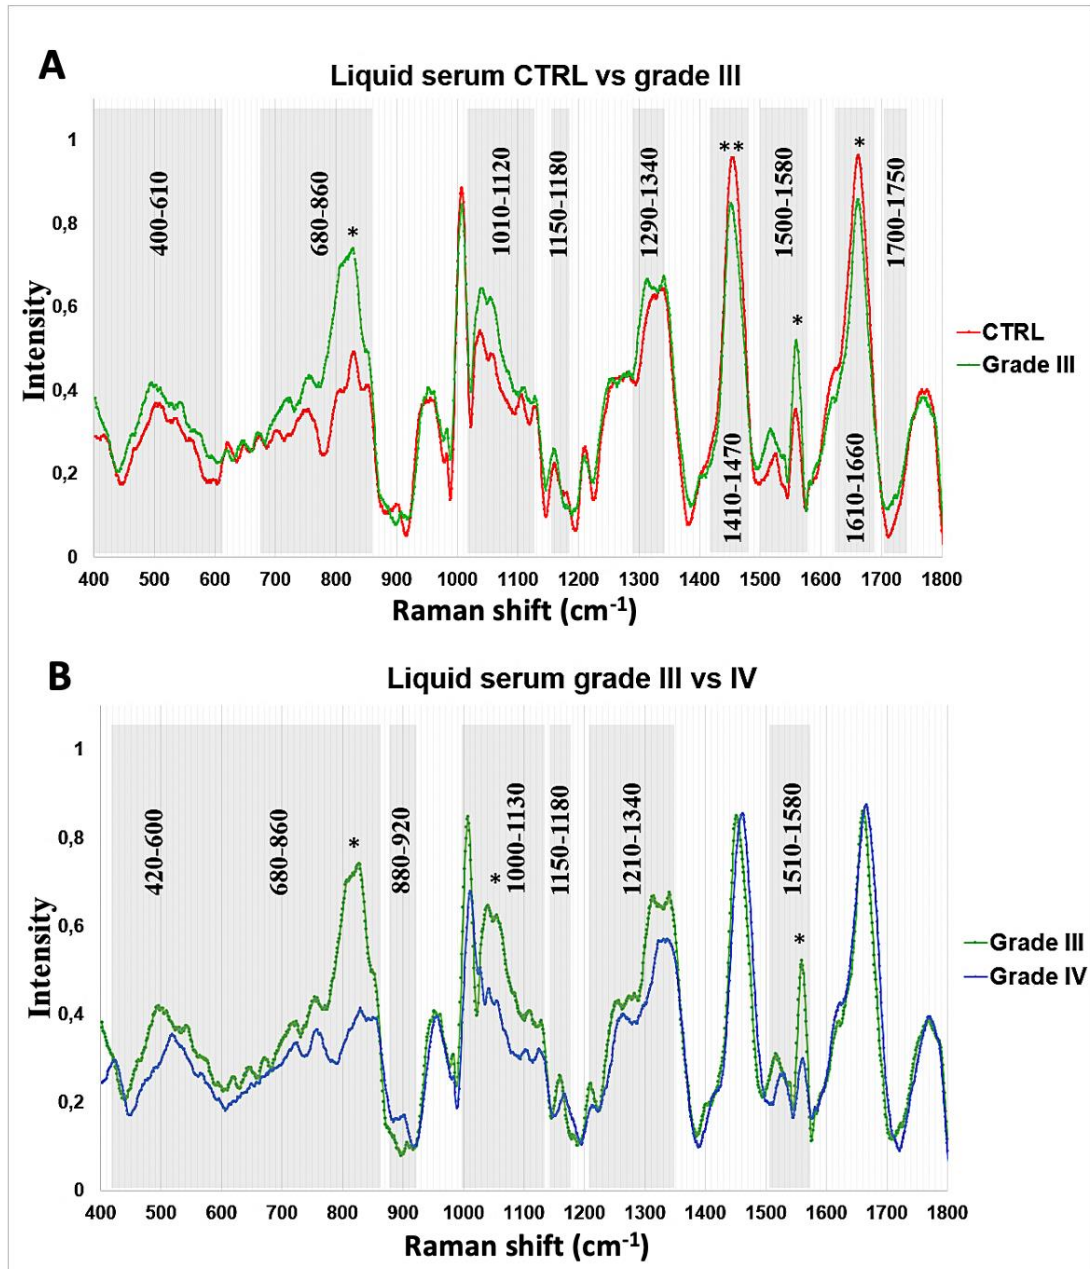 A
Liquid serum CTRL vs grade III
Intensity
1
0,8
0,6
0,4
0,2
0
400-610
680-860
*
1010-1120
1150-1180
1290-1340
**
1410-1470
1500-1580
*
*
1610-1660
1700-1750
CTRL
Grade III
400 500 600 700 800 900 1000 1100 1200 1300 1400 1500 1600 1700 1800
Raman shift (cm-1)
B
Liquid serum grade III vs IV
Intensity
1
0,8
0,6
0,4
0,2
0
420-600
680-860
*
880-920
*
1000-1130
1150-1180
1210-1340
1510-1580
*
Grade III
Grade IV
400 500 600 700 800 900 1000 1100 1200 1300 1400 1500 1600 1700 1800
Raman shift (cm-1)